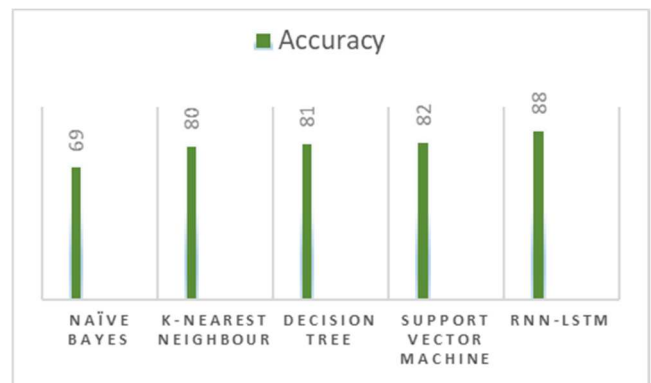 Accuracy
69
80
81
82
88
NAÏVE BAYES
K-NEAREST NEIGHBOUR
DECISION TREE
SUPPORT VECTOR MACHINE
RNN-LSTM